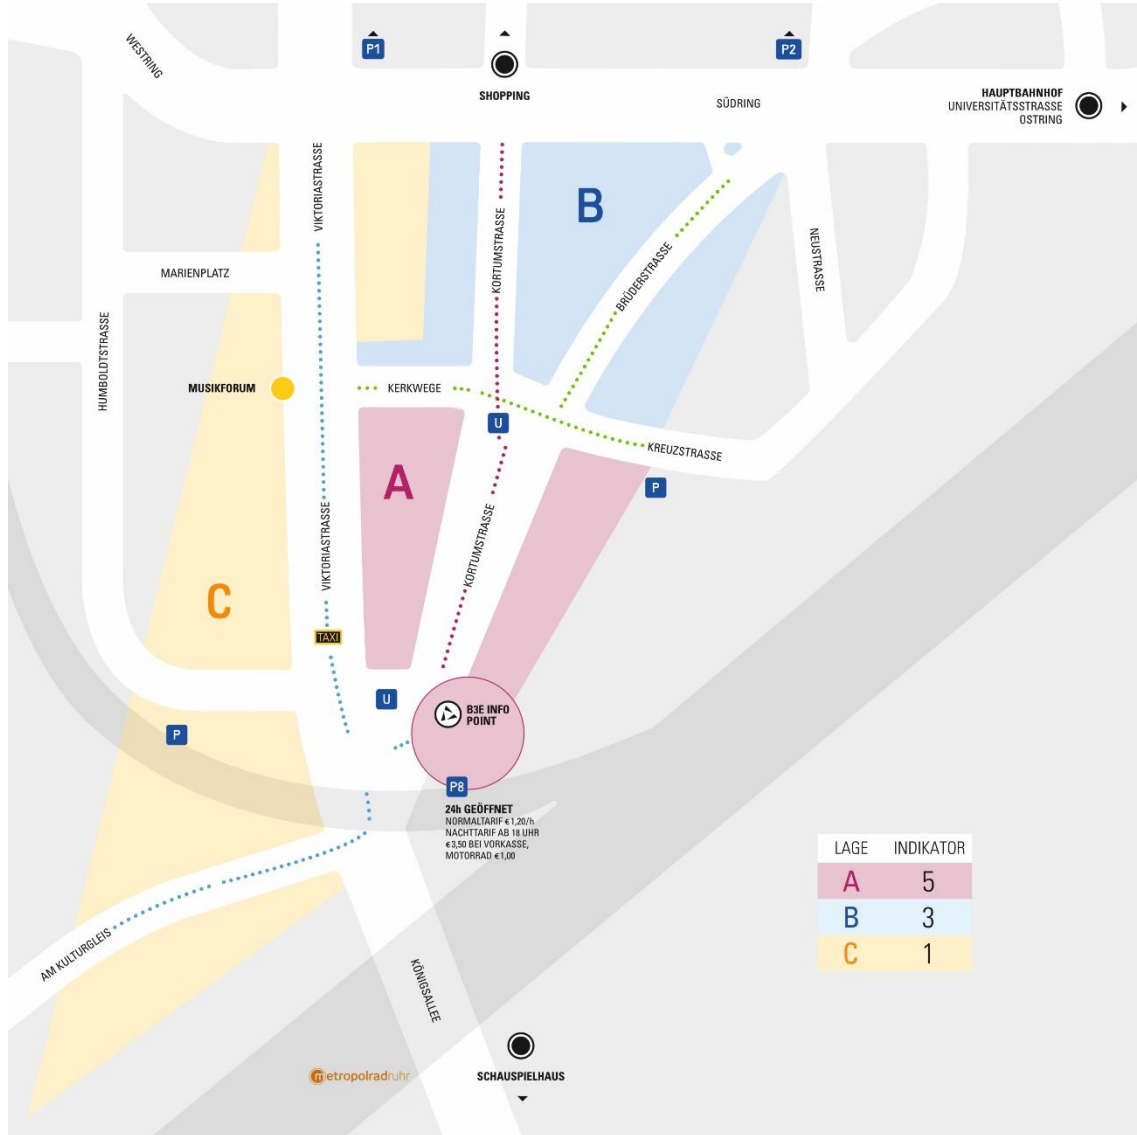 WESTRING
P1
SHOPPING
P2
SÜDRING
HAUPTBAHNHOF
UNIVERSITÄTSSTRASSE
OSTRING
VIKTORIASTRASSE
KORTUMSTRASSE
B
BRÜDERSTRASSE
NEUSTRASSE
MARIENPLATZ
HUMBOLDTSTRASSE
MUSIKFORUM
KERKWEGE
U
KREUZSTRASSE
A
P
VIKTORIASTRASSE
KORTUMSTRASSE
C
TAXI
U
B3E INFO
POINT
P
P8
24h GEÖFFNET
NORMALTARIF € 1,20/h
NACHTTARIF AB 18 UHR
€ 3,50 BEI VORKASSE,
MOTORRAD € 1,00
LAGE INDIKATOR
A 5
B 3
C 1
AM KULTURGLEIS
KÖNIGSALLEE
metropolradruhr
SCHAUSPIELHAUS